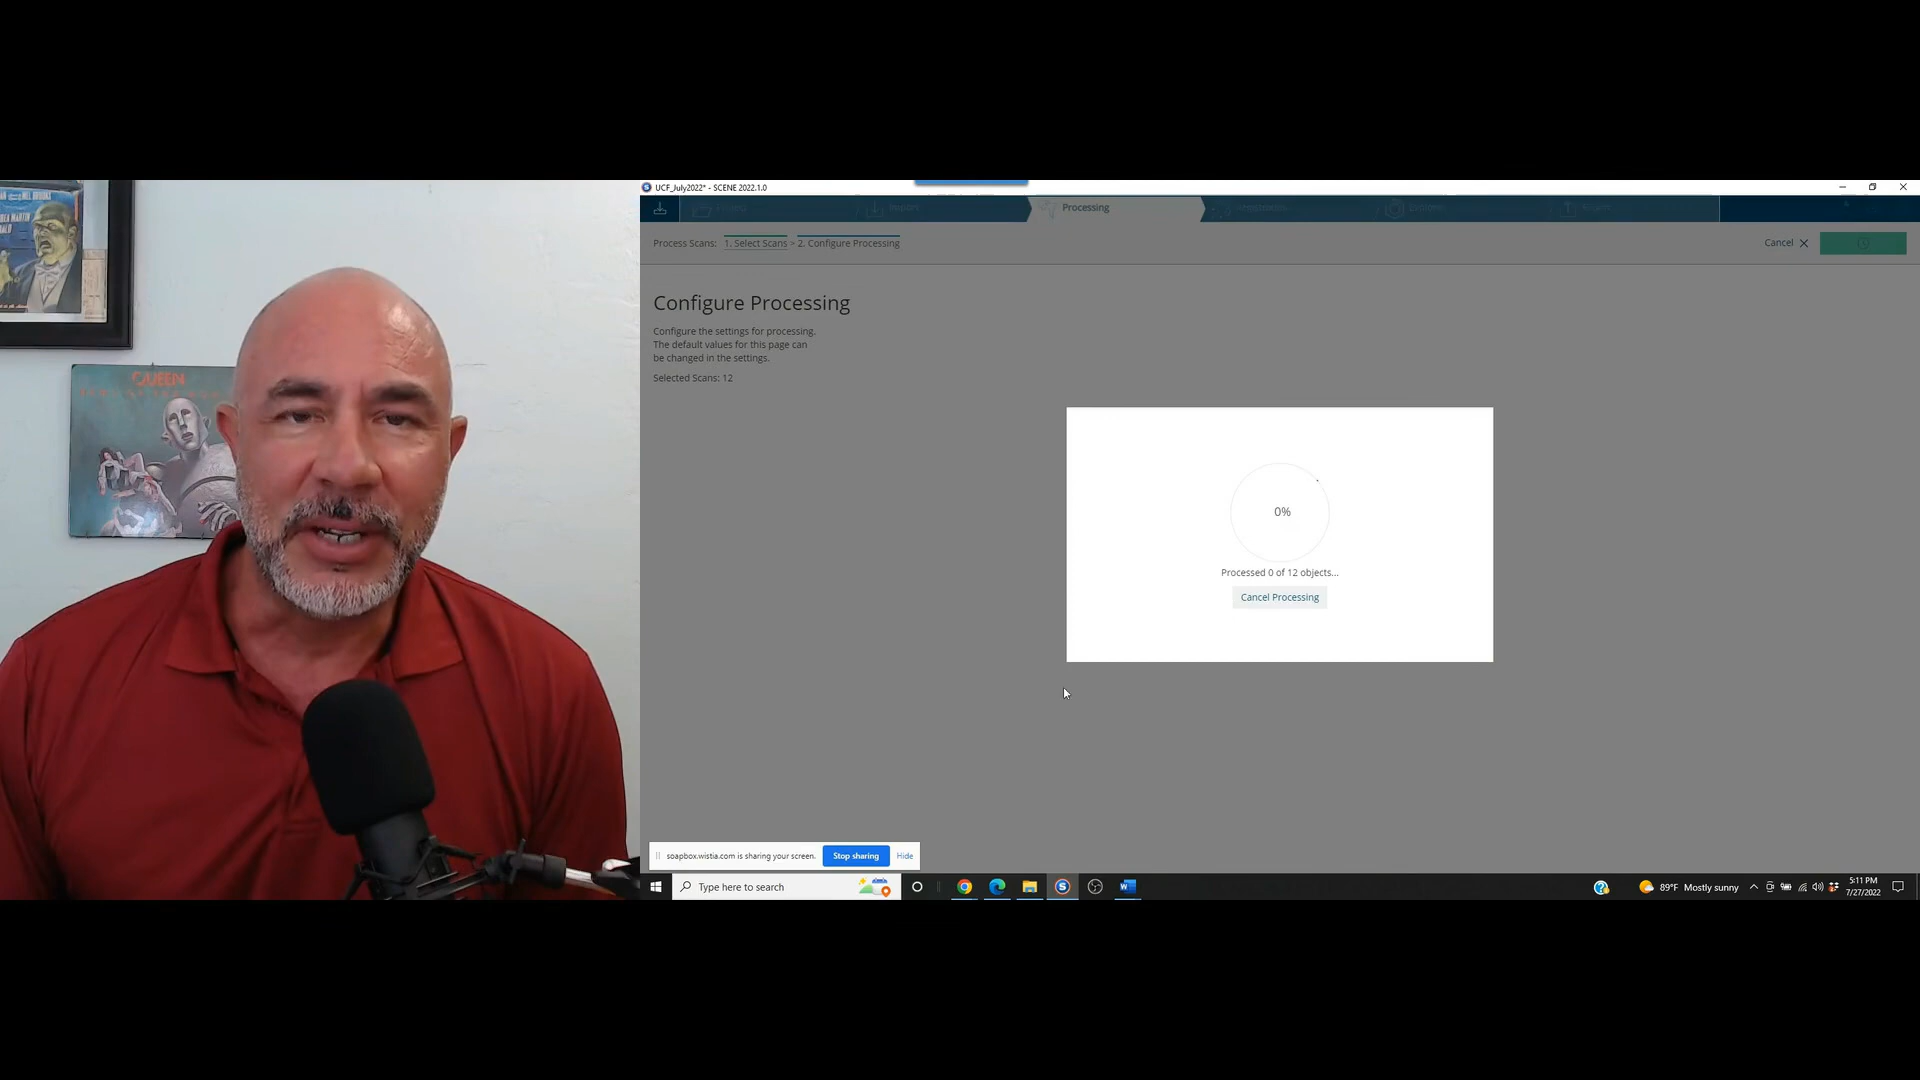 QUEEN
UCF_July2022* - SCENE 2022.1.0
Import
Processing
Process Scans: 1. Select Scans > 2. Configure Processing
Cancel
Configure Processing
Configure the settings for processing.
The default values for this page can
be changed in the settings.
Selected Scans: 12
0%
Processed 0 of 12 objects...
Cancel Processing
soapbox.wistia.com is sharing your screen.
Stop sharing
Hide
Type here to search
89°F Mostly sunny
5:11 PM
7/27/2022